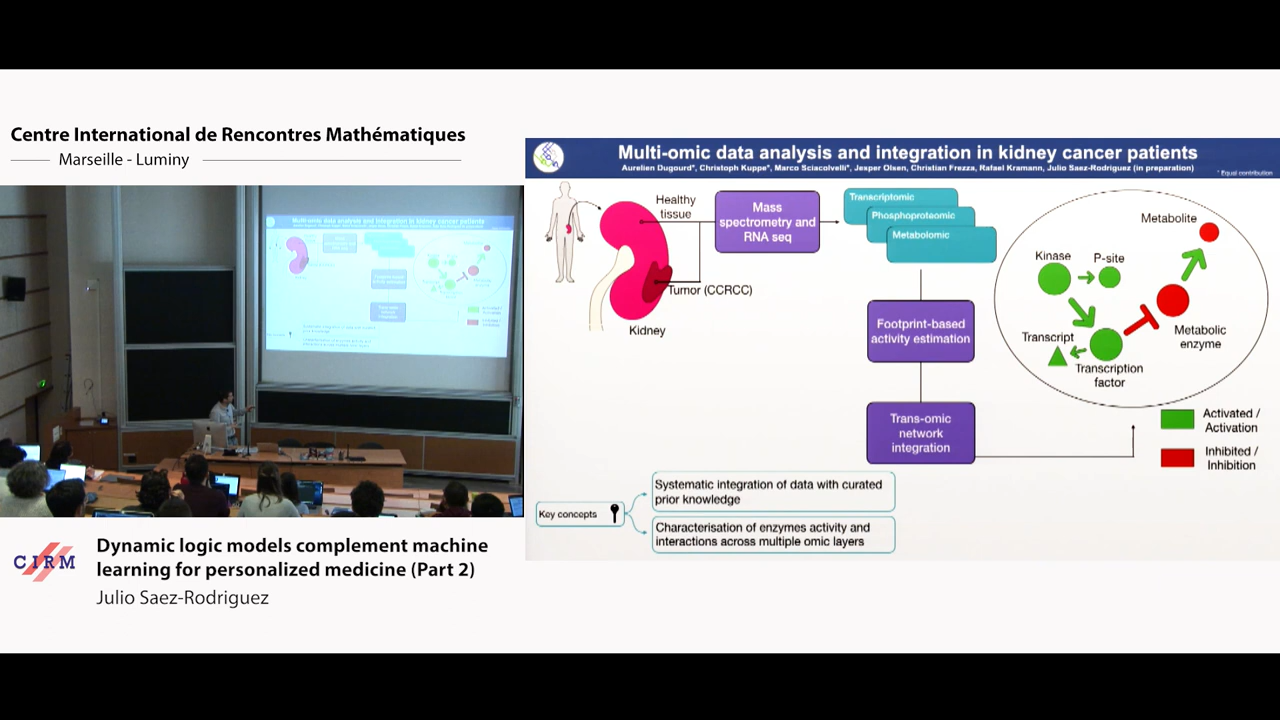 Centre International de Rencontres Mathématiques
Marseille - Luminy
CIRM
Dynamic logic models complement machine
learning for personalized medicine (Part 2)
Julio Saez-Rodriguez
Multi-omic data analysis and integration in kidney cancer patients
Aurelien Dugourd*, Christoph Kuppe*, Marco Sciacolvelli*, Jesper Olsen, Christian Frezza, Rafael Kramann, Julio Saez-Rodriguez (in preparation)
* Equal contribution
Healthy
tissue
Tumor (CCRCC)
Kidney
Mass
spectrometry and
RNA seq
Transcriptomic
Phosphoproteomic
Metabolomic
Footprint-based
activity estimation
Trans-omic
network
integration
Metabolite
Kinase
P-site
Transcript
Transcription
factor
Metabolic
enzyme
Activated /
Activation
Inhibited /
Inhibition
Key concepts
Systematic integration of data with curated
prior knowledge
Characterisation of enzymes activity and
interactions across multiple omic layers